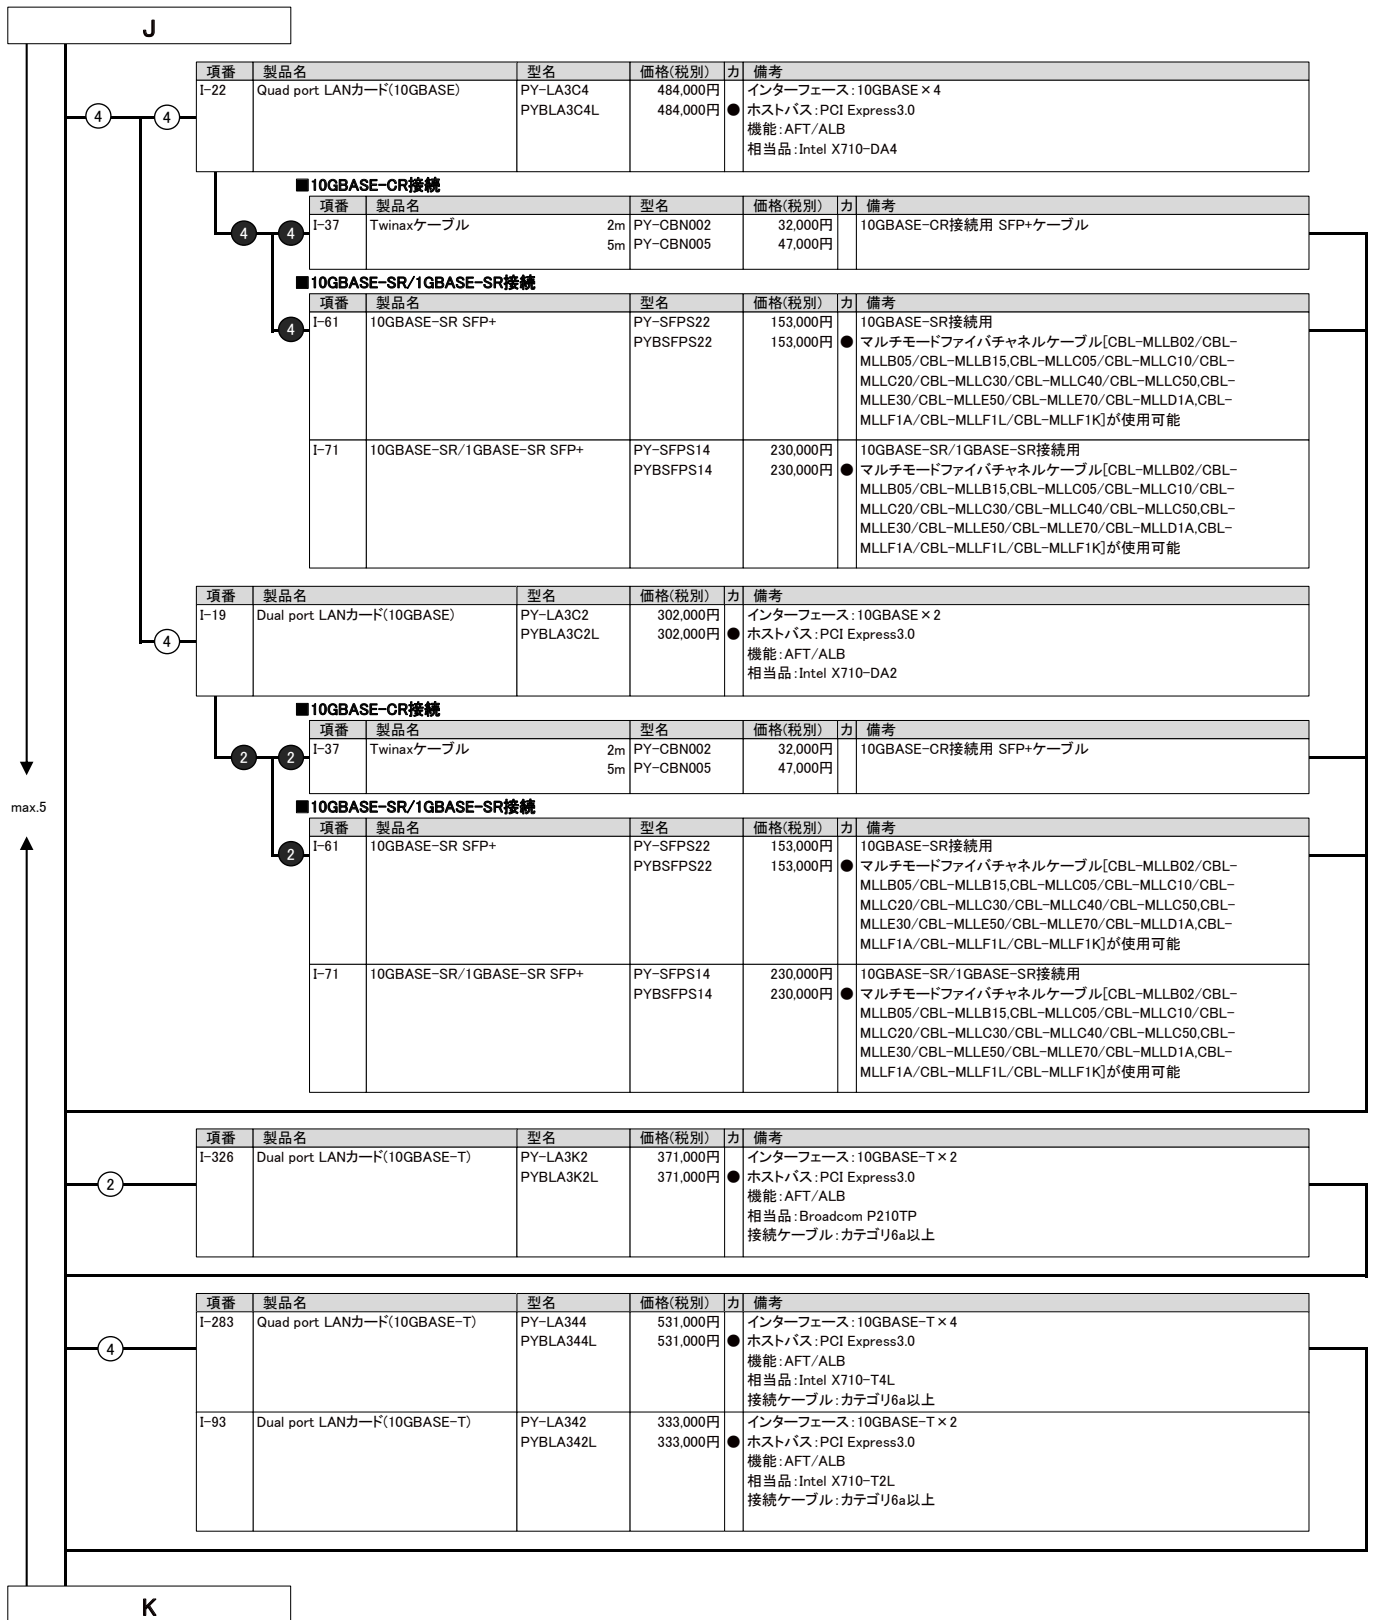 J
項番 製品名 型名 価格(税別) カ 備考
I-22 Quad port LANカード(10GBASE) PY-LA3C4 484,000円 インターフェース:10GBASE×4
PYBLA3C4L 484,000円 ● ホストバス:PCI Express3.0
機能:AFT/ALB
相当品:Intel X710-DA4
4 4
■10GBASE-CR接続
項番 製品名 型名 価格(税別) カ 備考
I-37 Twinaxケーブル 2m PY-CBN002 32,000円 10GBASE-CR接続用 SFP+ケーブル
5m PY-CBN005 47,000円
4 4
■10GBASE-SR/1GBASE-SR接続
項番 製品名 型名 価格(税別) カ 備考
I-61 10GBASE-SR SFP+ PY-SFPS22 153,000円 10GBASE-SR接続用
4 PYBSFPS22 153,000円 ● マルチモードファイバチャネルケーブル[CBL-MLLB02/CBL-
MLLB05/CBL-MLLB15,CBL-MLLC05/CBL-MLLC10/CBL-
MLLC20/CBL-MLLC30/CBL-MLLC40/CBL-MLLC50,CBL-
MLLE30/CBL-MLLE50/CBL-MLLE70/CBL-MLLD1A,CBL-
MLLF1A/CBL-MLLF1L/CBL-MLLF1K]が使用可能
I-71 10GBASE-SR/1GBASE-SR SFP+ PY-SFPS14 230,000円 10GBASE-SR/1GBASE-SR接続用
PYBSFPS14 230,000円 ● マルチモードファイバチャネルケーブル[CBL-MLLB02/CBL-
MLLB05/CBL-MLLB15,CBL-MLLC05/CBL-MLLC10/CBL-
MLLC20/CBL-MLLC30/CBL-MLLC40/CBL-MLLC50,CBL-
MLLE30/CBL-MLLE50/CBL-MLLE70/CBL-MLLD1A,CBL-
MLLF1A/CBL-MLLF1L/CBL-MLLF1K]が使用可能
項番 製品名 型名 価格(税別) カ 備考
I-19 Dual port LANカード(10GBASE) PY-LA3C2 302,000円 インターフェース:10GBASE×2
4 PYBLA3C2L 302,000円 ● ホストバス:PCI Express3.0
機能:AFT/ALB
相当品:Intel X710-DA2
■10GBASE-CR接続
項番 製品名 型名 価格(税別) カ 備考
I-37 Twinaxケーブル 2m PY-CBN002 32,000円 10GBASE-CR接続用 SFP+ケーブル
5m PY-CBN005 47,000円
2 2
max.5
■10GBASE-SR/1GBASE-SR接続
項番 製品名 型名 価格(税別) カ 備考
I-61 10GBASE-SR SFP+ PY-SFPS22 153,000円 10GBASE-SR接続用
2 PYBSFPS22 153,000円 ● マルチモードファイバチャネルケーブル[CBL-MLLB02/CBL-
MLLB05/CBL-MLLB15,CBL-MLLC05/CBL-MLLC10/CBL-
MLLC20/CBL-MLLC30/CBL-MLLC40/CBL-MLLC50,CBL-
MLLE30/CBL-MLLE50/CBL-MLLE70/CBL-MLLD1A,CBL-
MLLF1A/CBL-MLLF1L/CBL-MLLF1K]が使用可能
I-71 10GBASE-SR/1GBASE-SR SFP+ PY-SFPS14 230,000円 10GBASE-SR/1GBASE-SR接続用
PYBSFPS14 230,000円 ● マルチモードファイバチャネルケーブル[CBL-MLLB02/CBL-
MLLB05/CBL-MLLB15,CBL-MLLC05/CBL-MLLC10/CBL-
MLLC20/CBL-MLLC30/CBL-MLLC40/CBL-MLLC50,CBL-
MLLE30/CBL-MLLE50/CBL-MLLE70/CBL-MLLD1A,CBL-
MLLF1A/CBL-MLLF1L/CBL-MLLF1K]が使用可能
項番 製品名 型名 価格(税別) カ 備考
I-326 Dual port LANカード(10GBASE-T) PY-LA3K2 371,000円 インターフェース:10GBASE-T×2
2 PYBLA3K2L 371,000円 ● ホストバス:PCI Express3.0
機能:AFT/ALB
相当品:Broadcom P210TP
接続ケーブル:カテゴリ6a以上
項番 製品名 型名 価格(税別) カ 備考
I-283 Quad port LANカード(10GBASE-T) PY-LA344 531,000円 インターフェース:10GBASE-T×4
4 PYBLA344L 531,000円 ● ホストバス:PCI Express3.0
機能:AFT/ALB
相当品:Intel X710-T4L
接続ケーブル:カテゴリ6a以上
I-93 Dual port LANカード(10GBASE-T) PY-LA342 333,000円 インターフェース:10GBASE-T×2
PYBLA342L 333,000円 ● ホストバス:PCI Express3.0
機能:AFT/ALB
相当品:Intel X710-T2L
接続ケーブル:カテゴリ6a以上
K